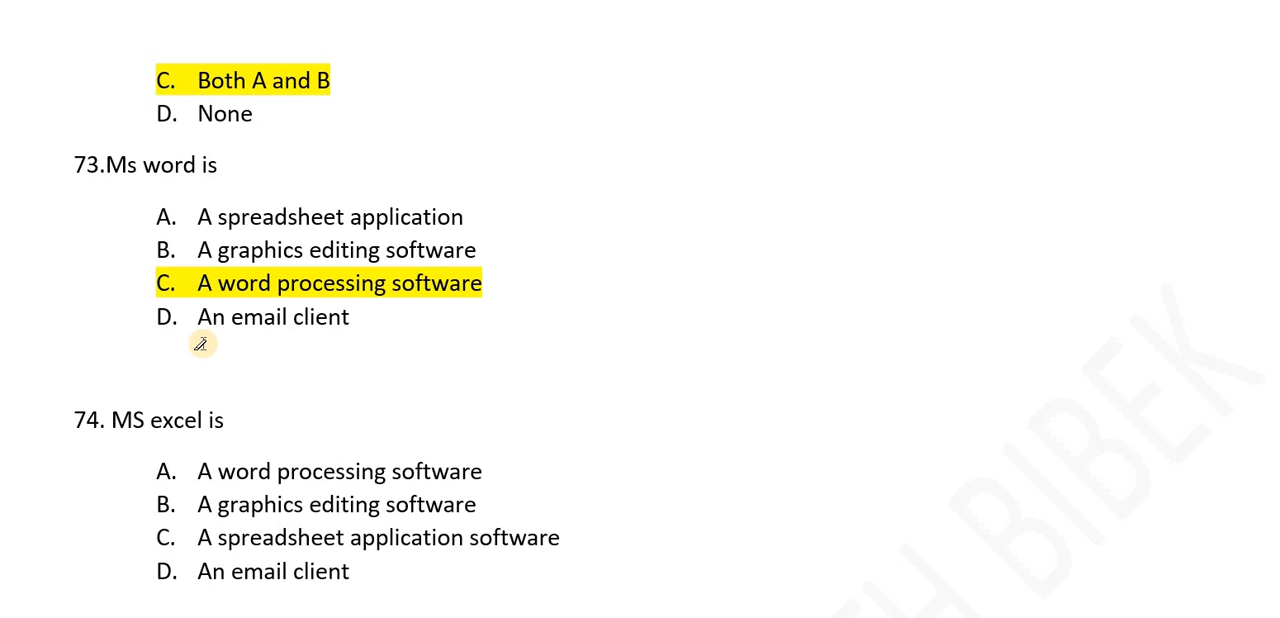 C. Both A and B
D. None
73.Ms word is
A. A spreadsheet application
B. A graphics editing software
C. A word processing software
D. An email client
74. MS excel is
A. A word processing software
B. A graphics editing software
C. A spreadsheet application software
D. An email client
BIBEK